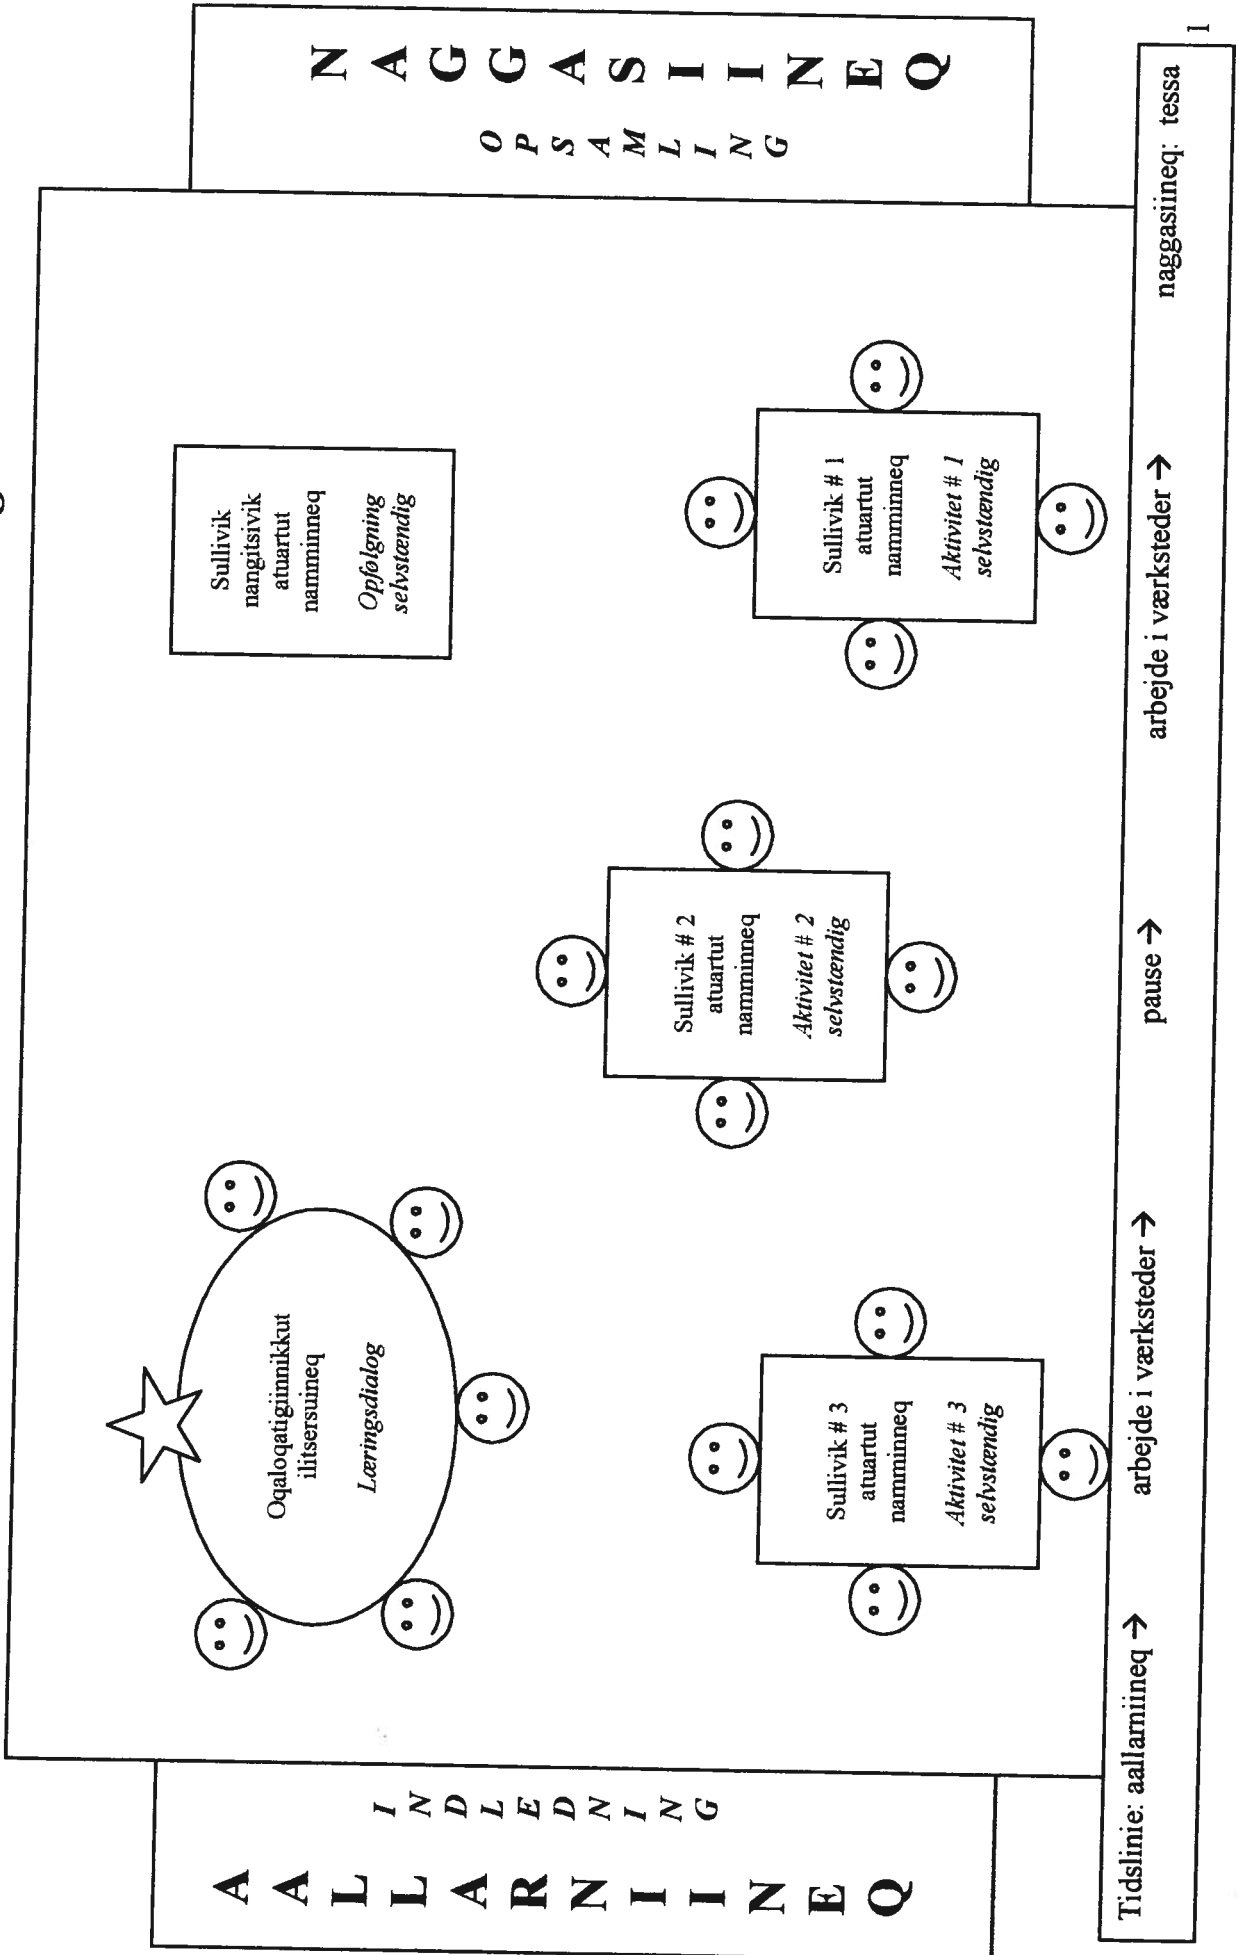 AALLARNIINEQ
INDLEDNING
Oqaloqatigiinnikkut
ilitsersuineq
Læringsdialog
Sullivik
nangitsivik
atuartut
namminneq
Opfølgning
selvstændig
Sullivik # 3
atuartut
namminneq
Aktivitet # 3
selvstændig
Sullivik # 2
atuartut
namminneq
Aktivitet # 2
selvstændig
Sullivik # 1
atuartut
namminneq
Aktivitet # 1
selvstændig
OPSAMLING
NAGGASIINEQ
Tidslinie: aallarniineq → arbejde i værksteder → pause → arbejde i værksteder → naggasiineq: tessa
1